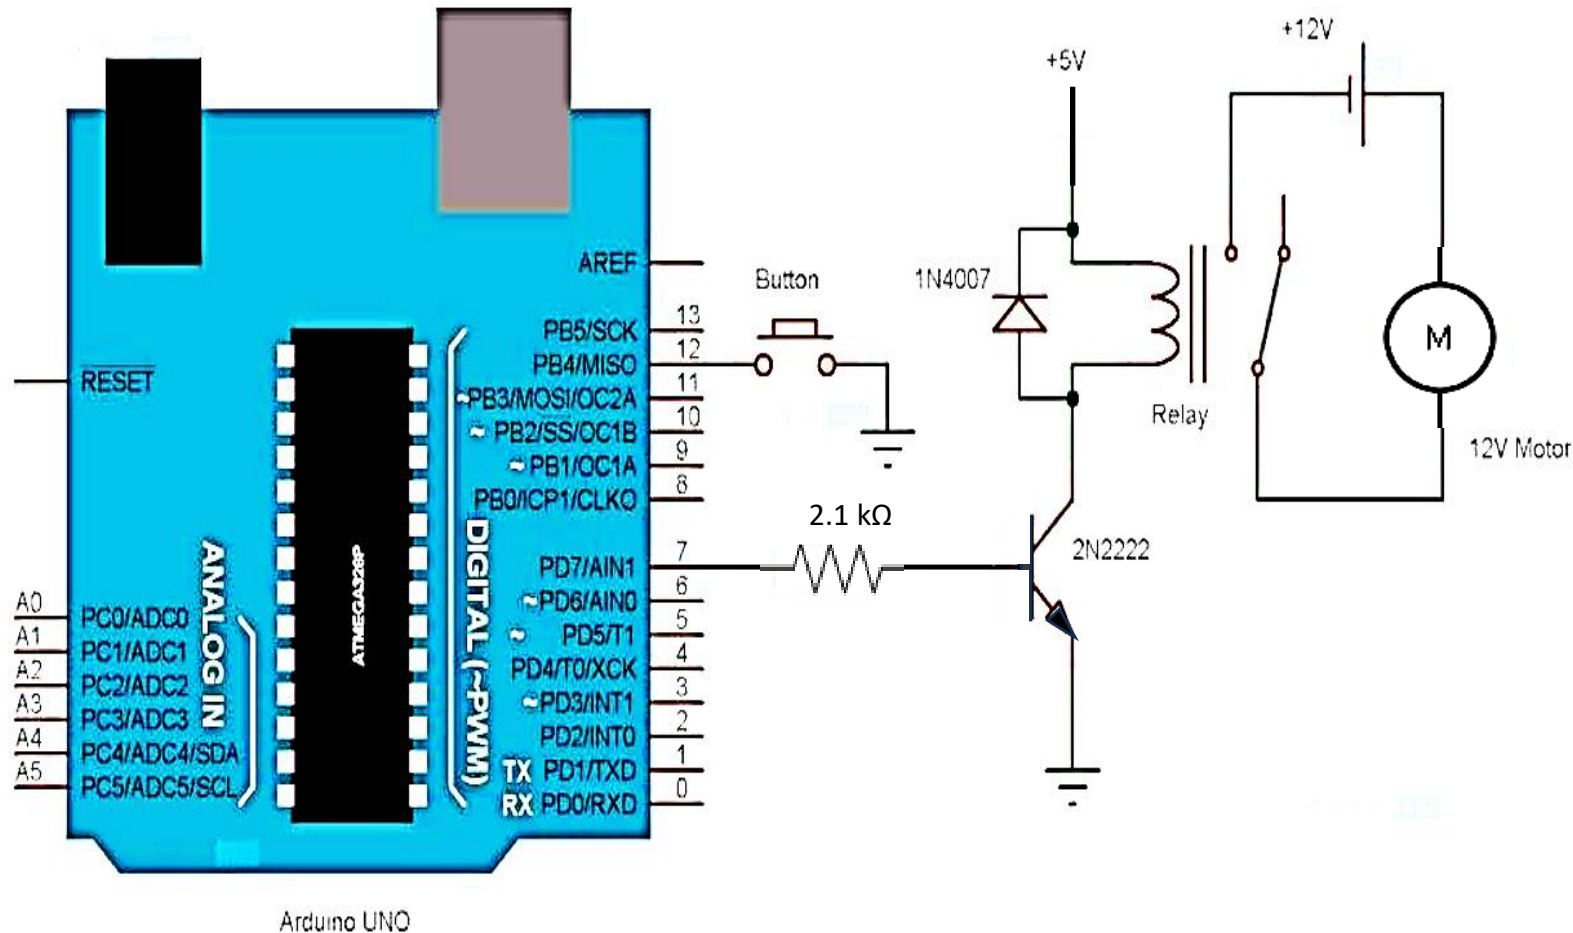 +12V
+5V
AREF
Button
1N4007
PB5/SCK 13
PB4/MISO 12
RESET
~PB3/MOSI/OC2A 11
~ PB2/SS/OC1B 10
~ PB1/OC1A 9
PB0/ICP1/CLKO 8
Relay
12V Motor
M
2.1 kΩ
2N2222
PD7/AIN1 7
~PD6/AIN0 6
~ PD5/T1 5
PD4/T0/XCK 4
~PD3/INT1 3
PD2/INT0 2
TX PD1/TXD 1
RX PD0/RXD 0
DIGITAL (~PWM)
ATMEGA328P
ANALOG IN
A0 PC0/ADC0
A1 PC1/ADC1
A2 PC2/ADC2
A3 PC3/ADC3
A4 PC4/ADC4/SDA
A5 PC5/ADC5/SCL
Arduino UNO